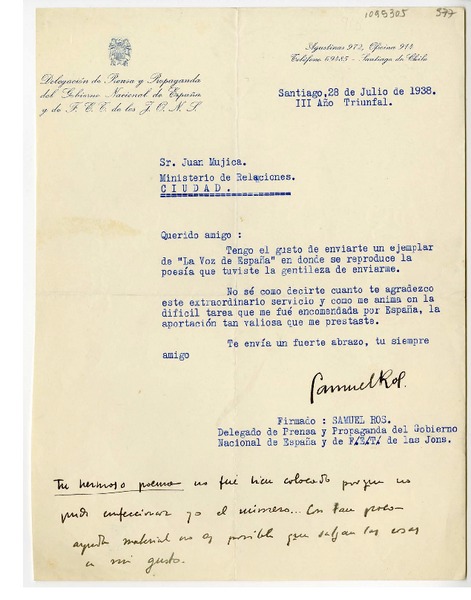 1099305 577
Delegación de Prensa y Propaganda
del Gobierno Nacional de España
y de F. E. T. de las J. O. N. S.
Agustinas 972, Oficina 913
Teléfono 69385 - Santiago de Chile
Santiago, 28 de Julio de 1938.
III Año Triunfal.
Sr. Juan Mujica.
Ministerio de Relaciones.
CIUDAD.
Querido amigo :
Tengo el gusto de enviarte un ejemplar
de "La Voz de España" en donde se reproduce la
poesía que tuviste la gentileza de enviarme.
No sé como decirte cuanto te agradezco
este extraordinario servicio y como me anima en la
dificil tarea que me fué encomendada por España, la
aportación tan valiosa que me prestaste.
Te envía un fuerte abrazo, tu siempre
amigo
Samuel Ros.
Firmado : SAMUEL ROS.
Delegado de Prensa y Propaganda del Gobierno
Nacional de España y de F/E/T/ de las Jons.
Tu hermoso poema no fué bien colocado porque no
pude confeccionar yo el número... Con tan poca
ayuda material no es posible que salgan las cosas
a mi gusto.